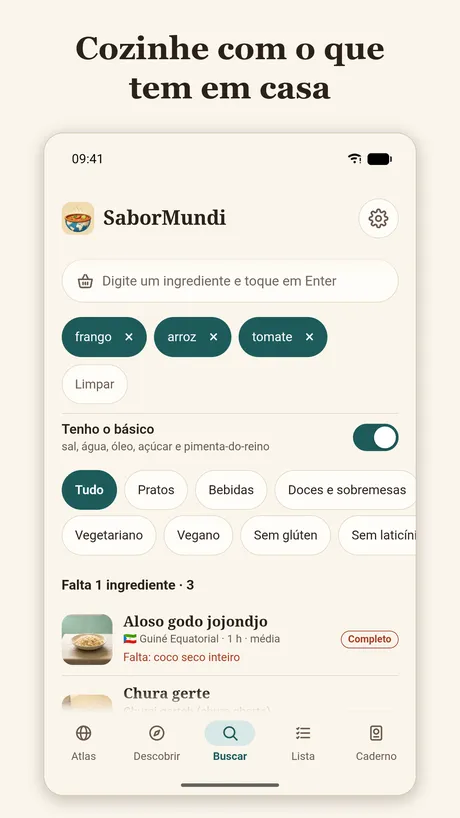 Cozinhe com o que
tem em casa
09:41
SaborMundi
Digite um ingrediente e toque em Enter
frango × arroz × tomate ×
Limpar
Tenho o básico
sal, água, óleo, açúcar e pimenta-do-reino
Tudo Pratos Bebidas Doces e sobremesas
Vegetariano Vegano Sem glúten Sem laticíni
Falta 1 ingrediente · 3
Aloso godo jojondjo
Guiné Equatorial · 1 h · média
Completo
Falta: coco seco inteiro
Chura gerte
Atlas Descobrir Buscar Lista Caderno